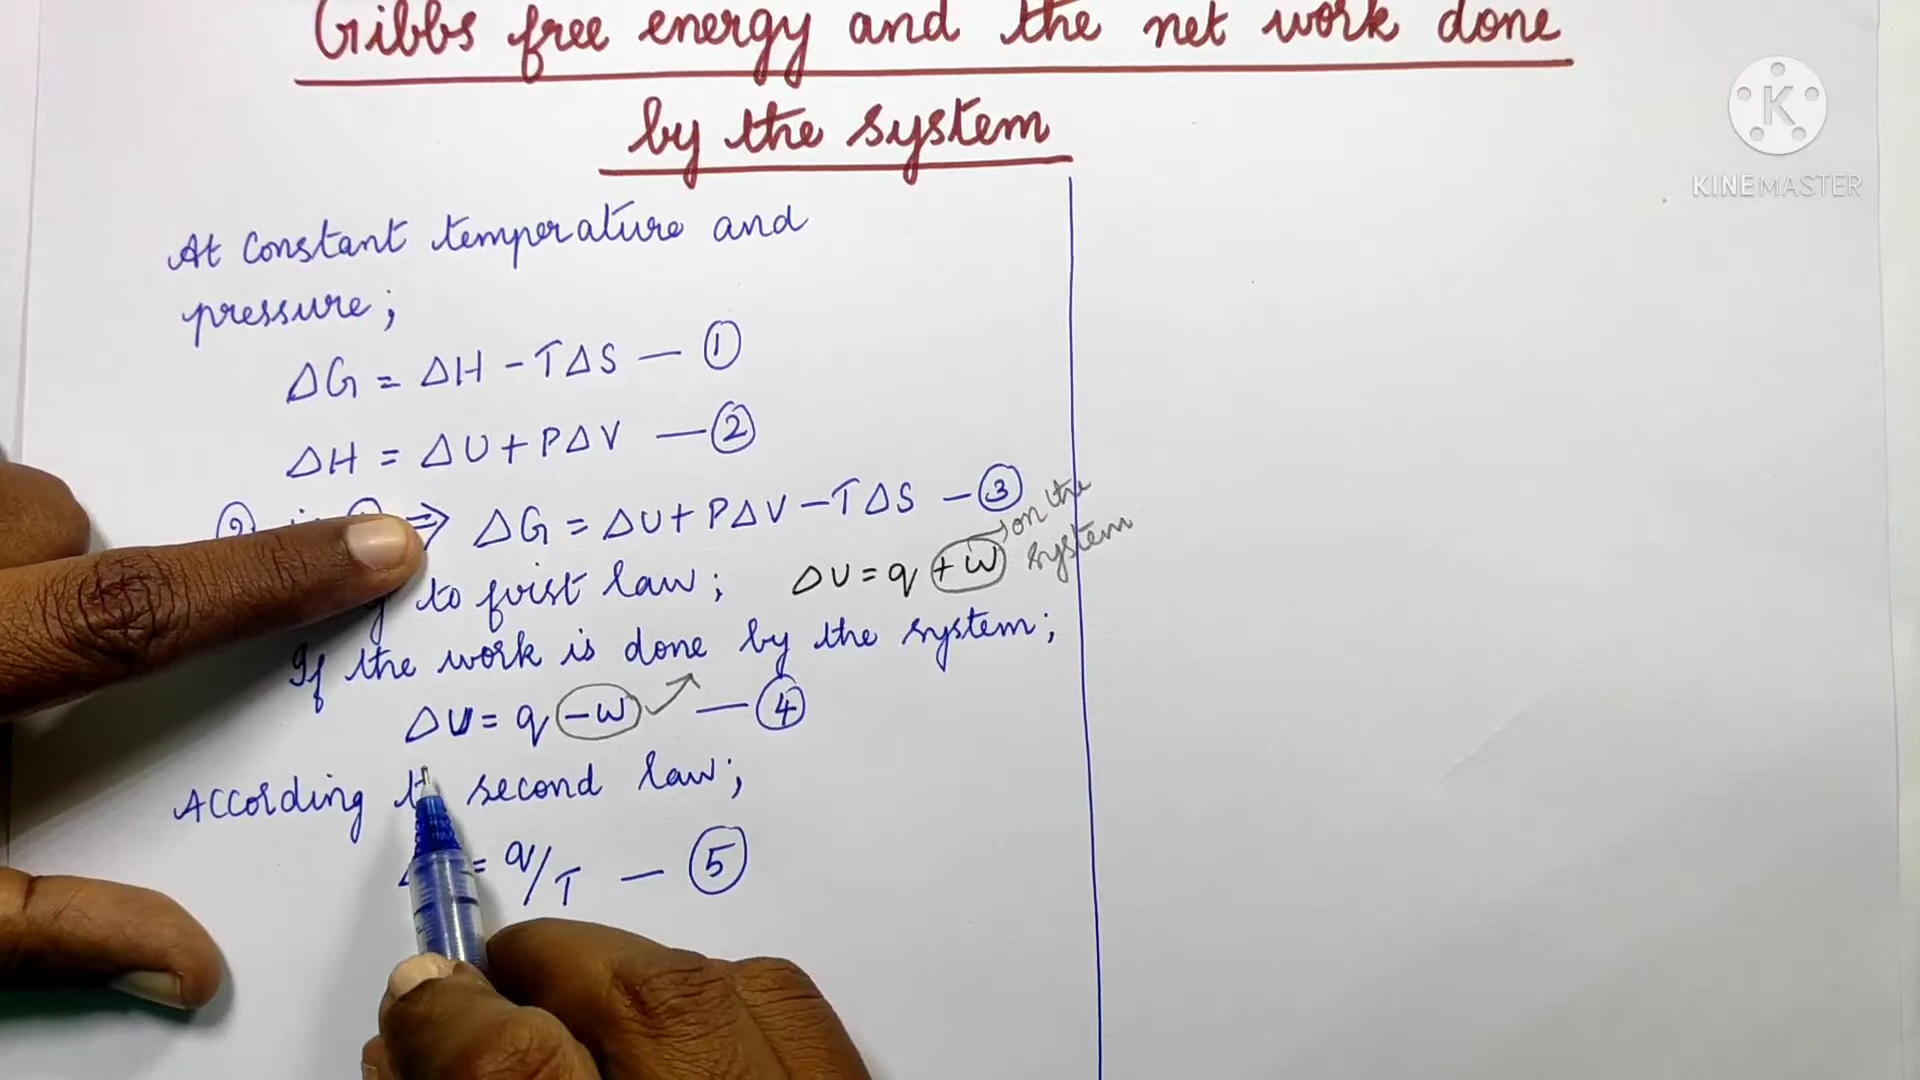 Gibbs free energy and the net work done
by the system
KINEMASTER
At constant temperature and
pressure;
ΔG = ΔH - TΔS — ①
ΔH = ΔU + PΔV — ②
⇒ ΔG = ΔU + PΔV - TΔS — ③
on the
system
to first law; ΔU = q + w
If the work is done by the system;
ΔU = q - w — ④
According second law;
= q/T — ⑤